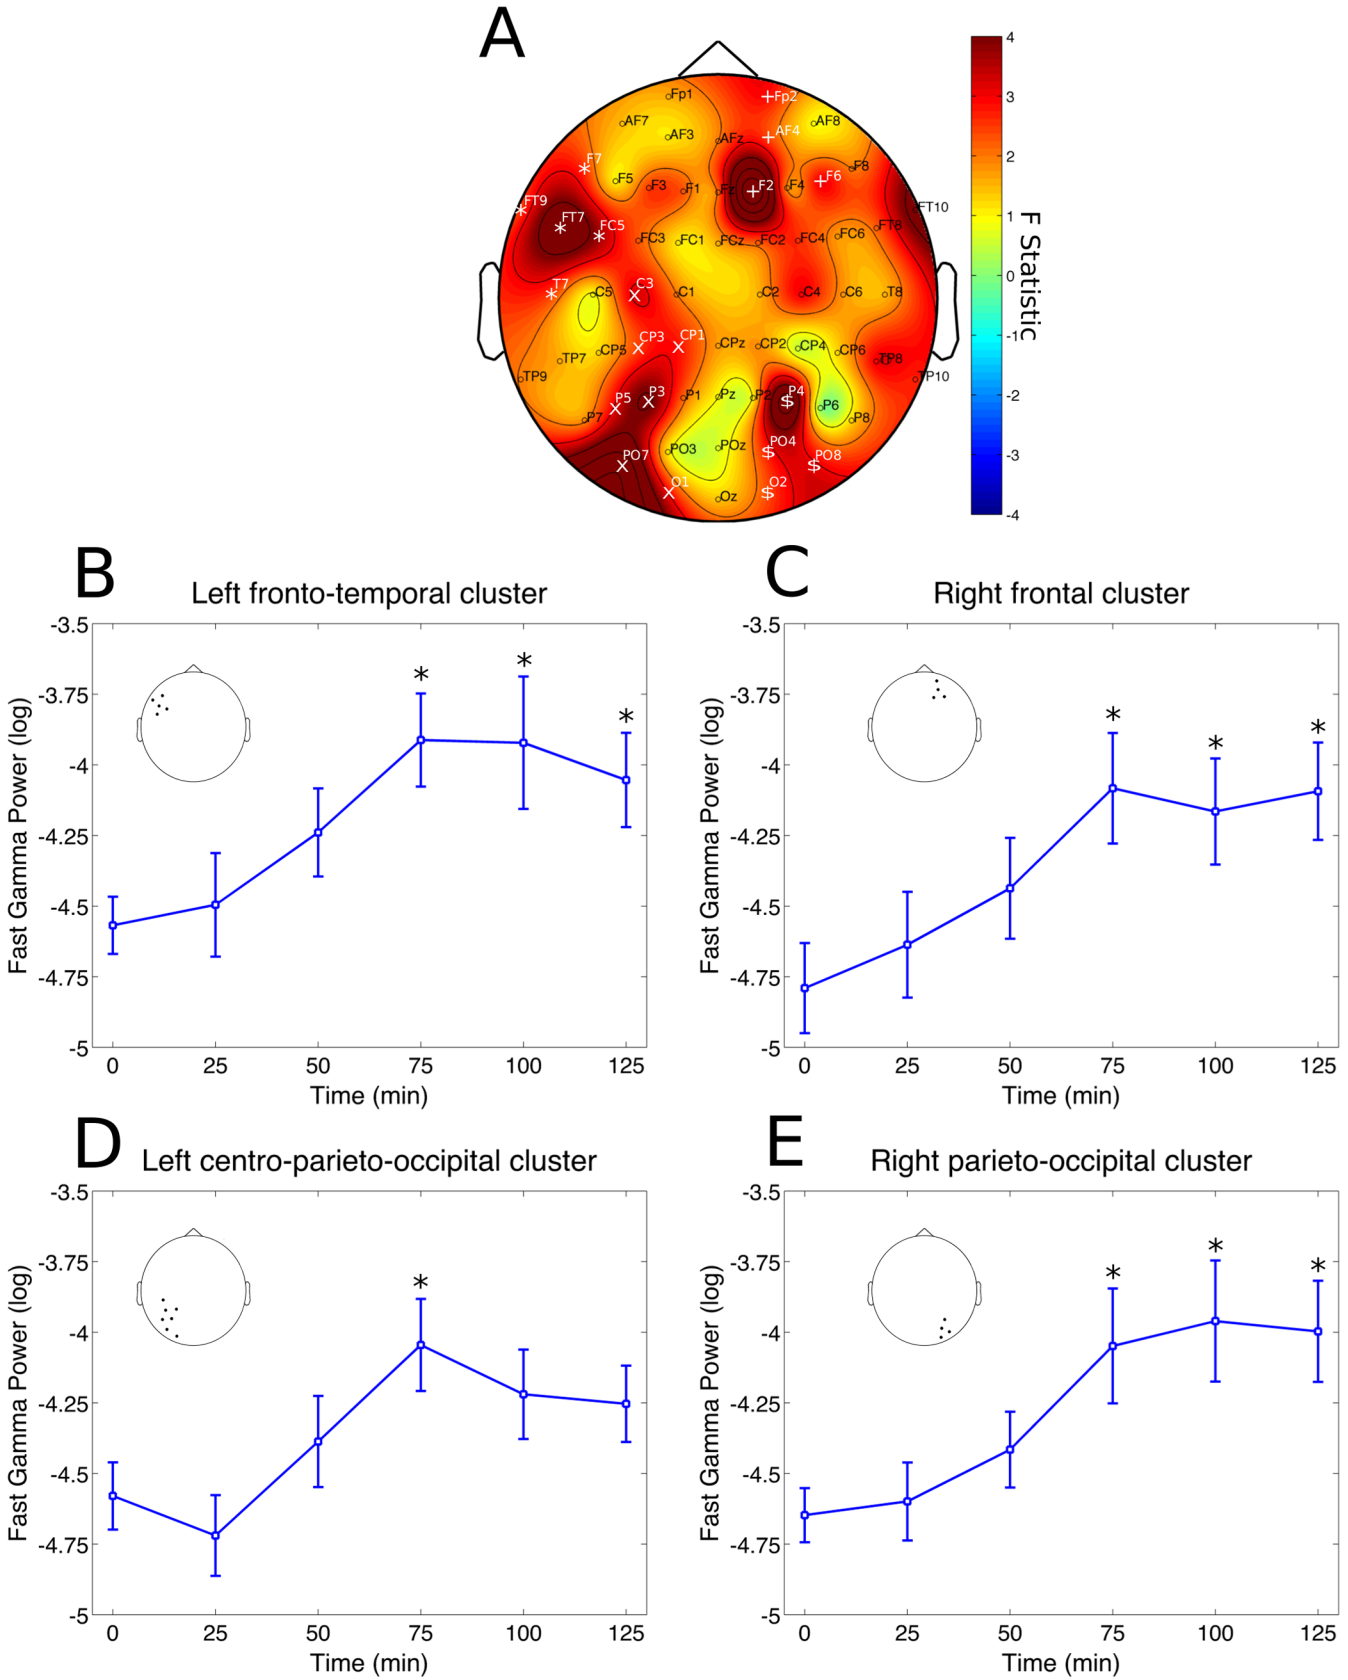 A
Fp1
Fp2
AF7
AF3
AFz
AF4
AF8
F7
F5
F3
F1
Fz
F2
F4
F6
F8
FT9
FT7
FC5
FC3
FC1
FCz
FC2
FC4
FC6
FT8
FT10
T7
C5
C3
C1
C2
C4
C6
T8
TP9
TP7
CP5
CP3
CP1
CPz
CP2
CP4
CP6
TP8
TP10
P7
P5
P3
P1
Pz
P2
P4
P6
P8
PO7
PO3
POz
PO4
PO8
O1
Oz
O2
4
3
2
1
0
-1
-2
-3
-4
F Statistic
B
Left fronto-temporal cluster
-3.5
-3.75
-4
-4.25
-4.5
-4.75
-5
Fast Gamma Power (log)
* * *
0 25 50 75 100 125
Time (min)
C
Right frontal cluster
-3.5
-3.75
-4
-4.25
-4.5
-4.75
-5
Fast Gamma Power (log)
* * *
0 25 50 75 100 125
Time (min)
D
Left centro-parieto-occipital cluster
-3.5
-3.75
-4
-4.25
-4.5
-4.75
-5
Fast Gamma Power (log)
*
0 25 50 75 100 125
Time (min)
E
Right parieto-occipital cluster
-3.5
-3.75
-4
-4.25
-4.5
-4.75
-5
Fast Gamma Power (log)
* * *
0 25 50 75 100 125
Time (min)